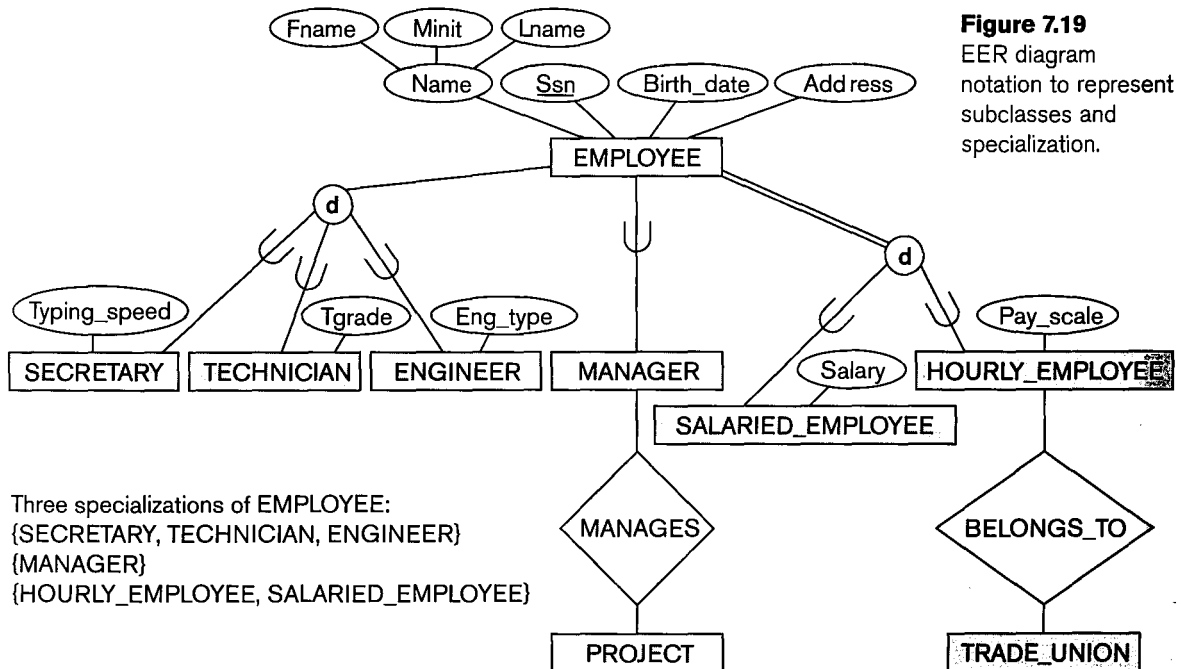 Fname Minit Lname
Figure 7.19
EER diagram
notation to represent
subclasses and
specialization.
Name Ssn Birth_date Address
EMPLOYEE
d
d
Typing_speed Tgrade Eng_type Pay_scale
SECRETARY TECHNICIAN ENGINEER MANAGER Salary HOURLY_EMPLOYEE
SALARIED_EMPLOYEE
Three specializations of EMPLOYEE:
{SECRETARY, TECHNICIAN, ENGINEER}
{MANAGER}
{HOURLY_EMPLOYEE, SALARIED_EMPLOYEE}
MANAGES BELONGS_TO
PROJECT TRADE_UNION